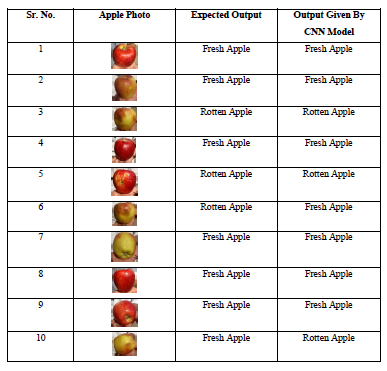 Sr. No. Apple Photo Expected Output Output Given By
CNN Model
1 Fresh Apple Fresh Apple
2 Fresh Apple Fresh Apple
3 Rotten Apple Rotten Apple
4 Fresh Apple Fresh Apple
5 Rotten Apple Rotten Apple
6 Rotten Apple Fresh Apple
7 Fresh Apple Fresh Apple
8 Fresh Apple Fresh Apple
9 Fresh Apple Fresh Apple
10 Fresh Apple Rotten Apple